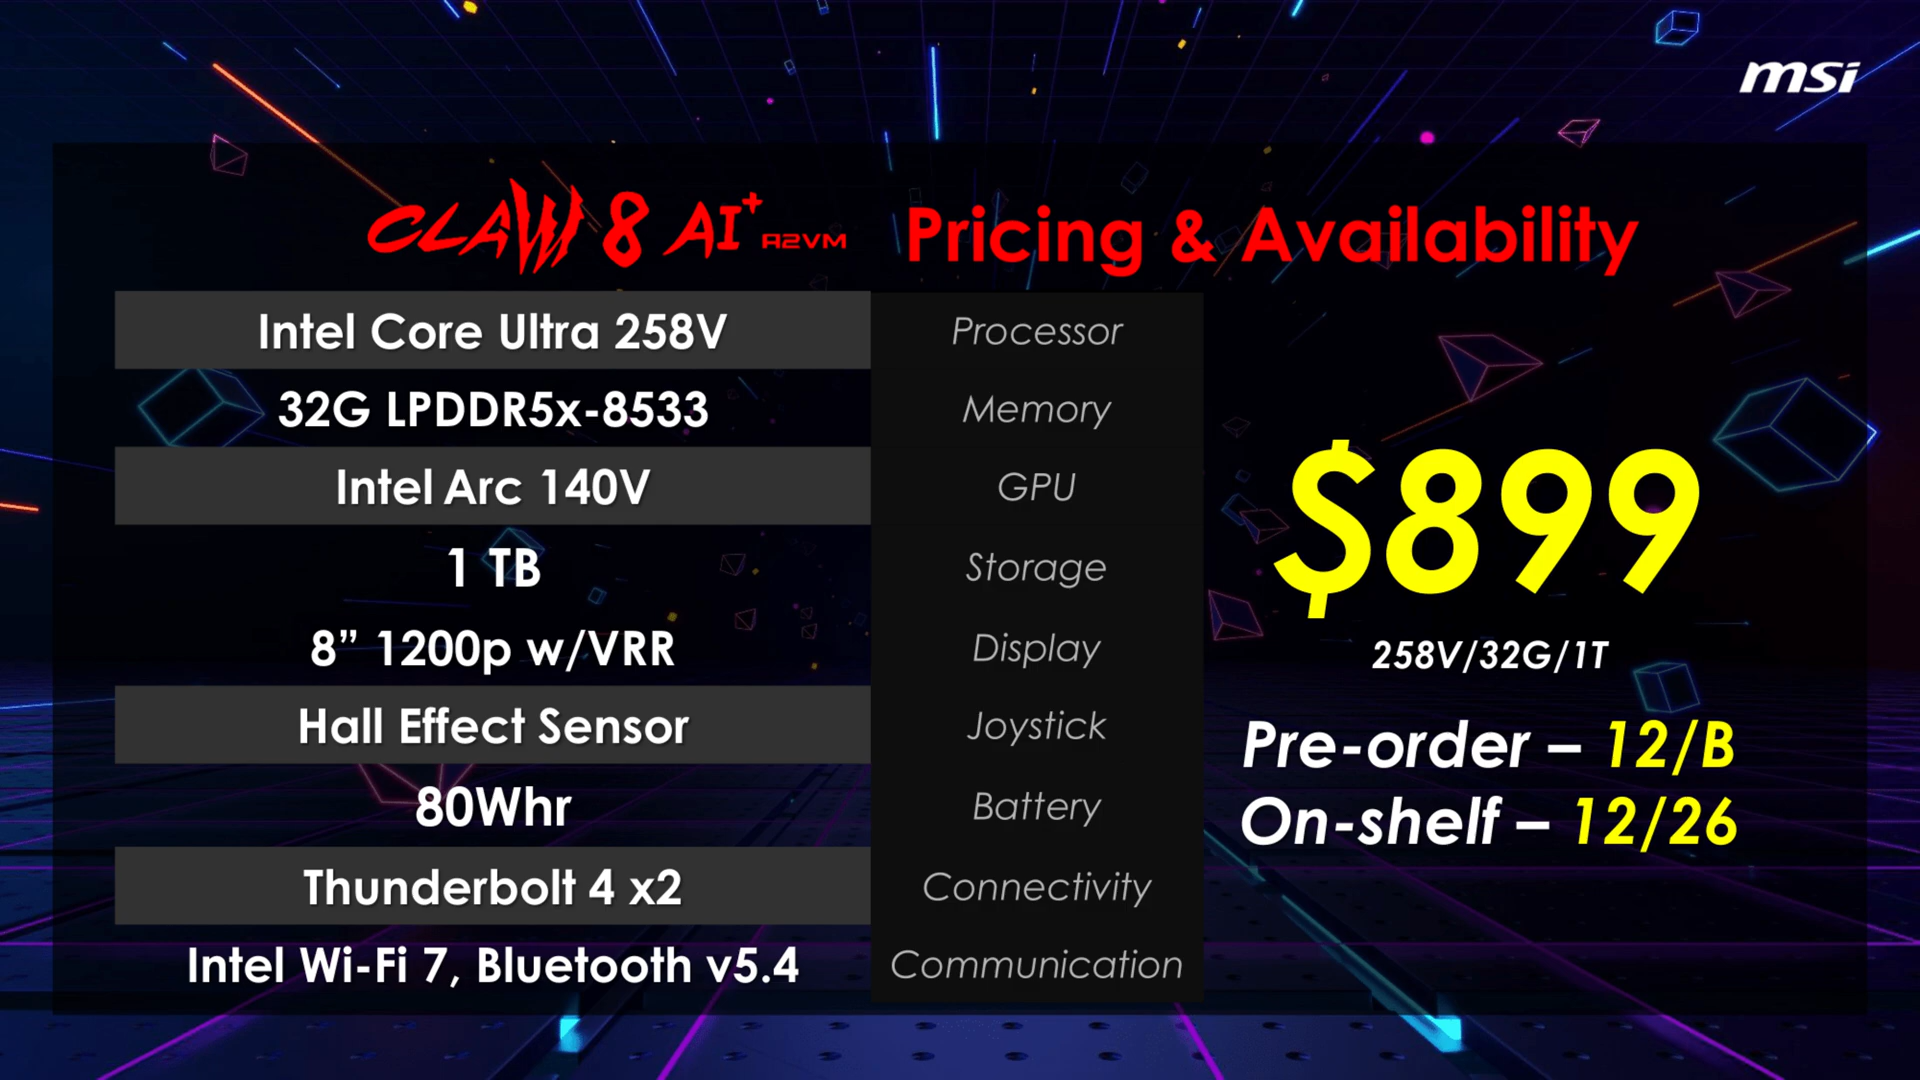 msi
CLAW 8 AI+ A2VM Pricing & Availability
Intel Core Ultra 258V Processor
32G LPDDR5x-8533 Memory
Intel Arc 140V GPU
1 TB Storage
8” 1200p w/VRR Display
Hall Effect Sensor Joystick
80Whr Battery
Thunderbolt 4 x2 Connectivity
Intel Wi-Fi 7, Bluetooth v5.4 Communication
$899
258V/32G/1T
Pre-order – 12/B
On-shelf – 12/26